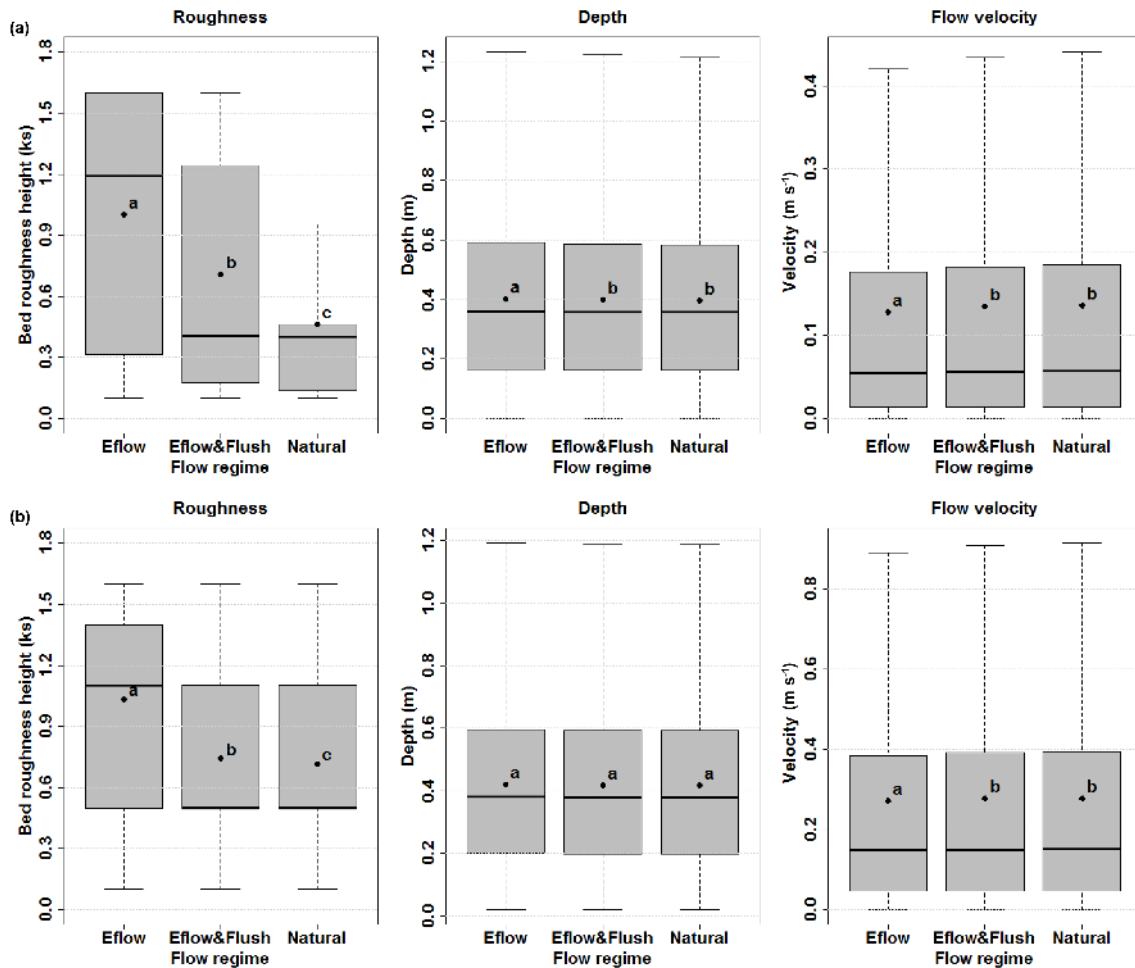 Roughness Depth Flow velocity
(a)
Bed roughness height (ks)
1.8
1.5
1.2
0.9
0.6
0.3
0.0
a
b
c
Eflow Eflow&Flush Natural
Flow regime
Depth (m)
1.2
1.0
0.8
0.6
0.4
0.2
0.0
a
b
b
Eflow Eflow&Flush Natural
Flow regime
Velocity (m s⁻¹)
0.4
0.3
0.2
0.1
0.0
a
b
b
Eflow Eflow&Flush Natural
Flow regime
(b)
Roughness Depth Flow velocity
Bed roughness height (ks)
1.8
1.5
1.2
0.9
0.6
0.3
0.0
a
b
c
Eflow Eflow&Flush Natural
Flow regime
Depth (m)
1.2
1.0
0.8
0.6
0.4
0.2
0.0
a
a
a
Eflow Eflow&Flush Natural
Flow regime
Velocity (m s⁻¹)
0.8
0.6
0.4
0.2
0.0
a
b
b
Eflow Eflow&Flush Natural
Flow regime